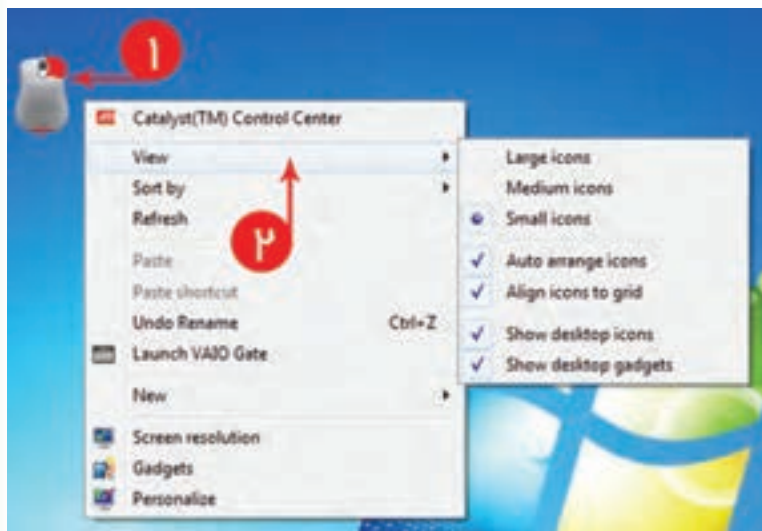 ۱
Catalyst(TM) Control Center
View
Sort by
Refresh
۲
Paste
Paste shortcut
Undo Rename Ctrl+Z
Launch VAIO Gate
New
Screen resolution
Gadgets
Personalize
Large icons
Medium icons
Small icons
Auto arrange icons
Align icons to grid
Show desktop icons
Show desktop gadgets